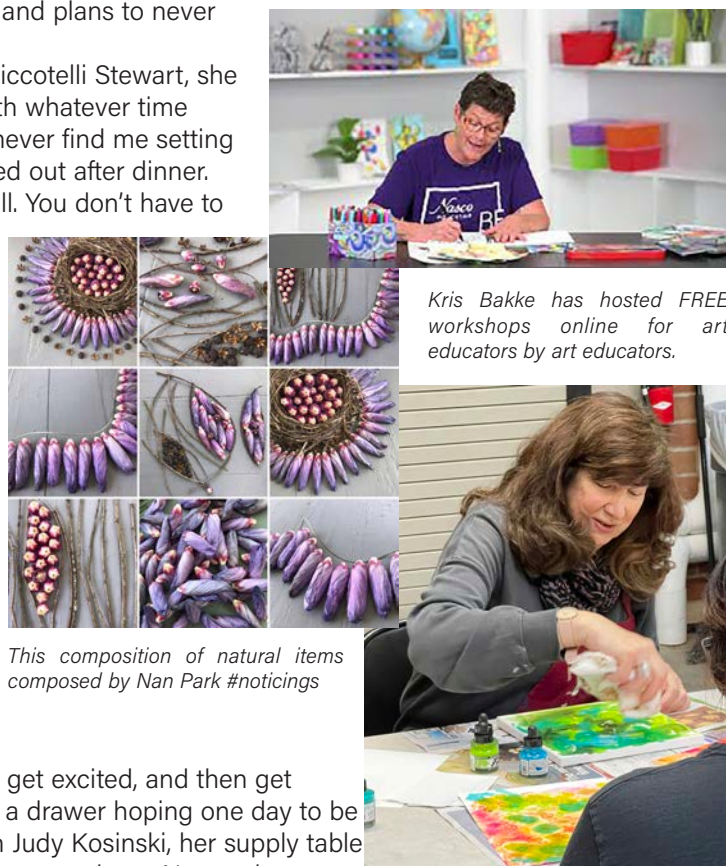 and plans to never
iccotelli Stewart, she
th whatever time
never find me setting
ed out after dinner.
ll. You don't have to
Nasco
BE
Kris Bakke has hosted FREE
workshops online for art
educators by art educators.
This composition of natural items
composed by Nan Park #noticings
get excited, and then get
a drawer hoping one day to be
Judy Kosinski, her supply table